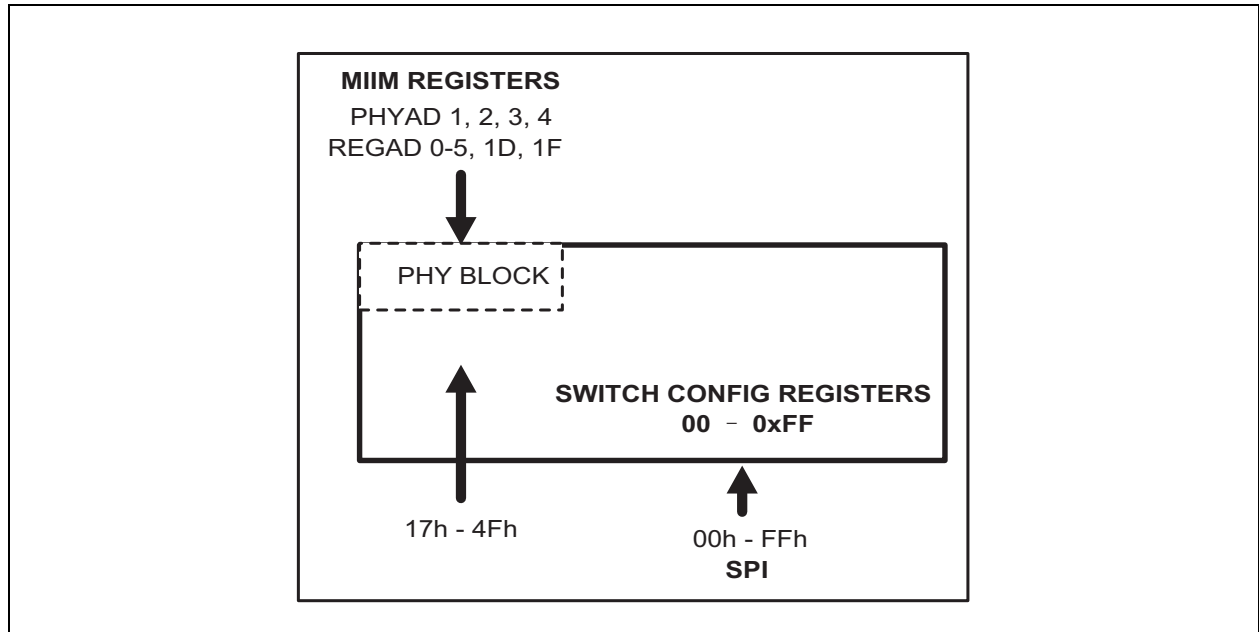 MIIM REGISTERS
PHYAD 1, 2, 3, 4
REGAD 0-5, 1D, 1F
PHY BLOCK
SWITCH CONFIG REGISTERS
00 – 0xFF
17h - 4Fh
00h - FFh
SPI